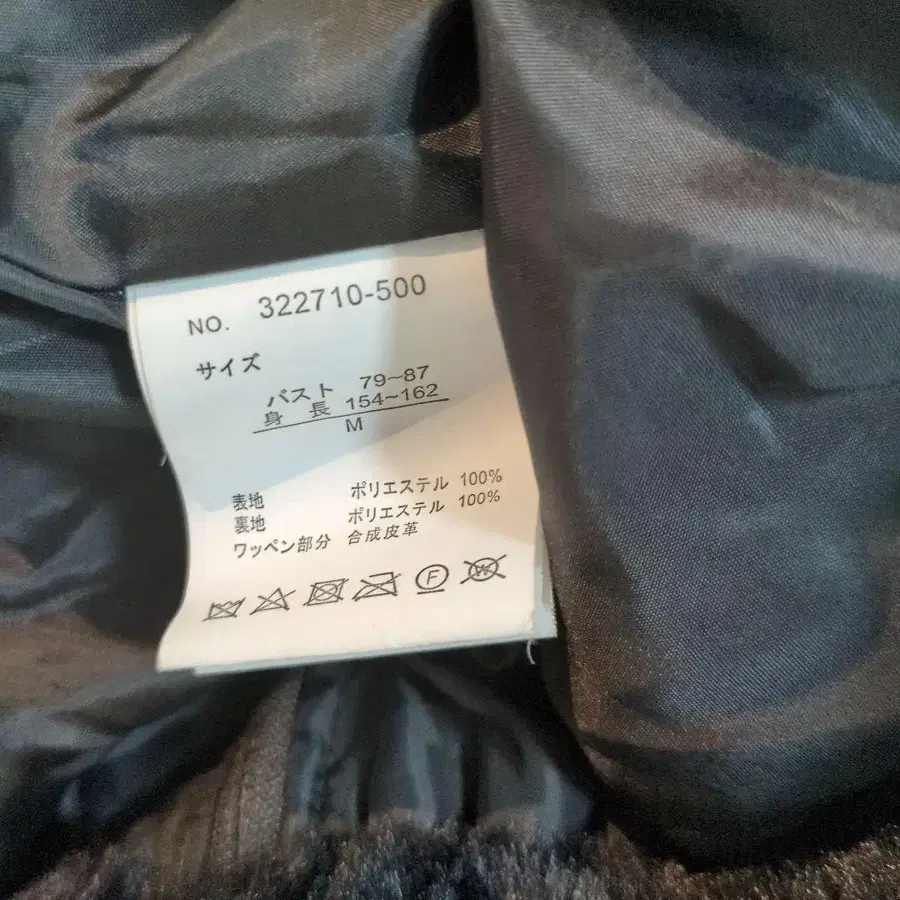 NO. 322710-500
サイズ
バスト 79~87
身長 154~162
M
表地 ポリエステル 100%
裏地 ポリエステル 100%
ワッペン部分 合成皮革
F W